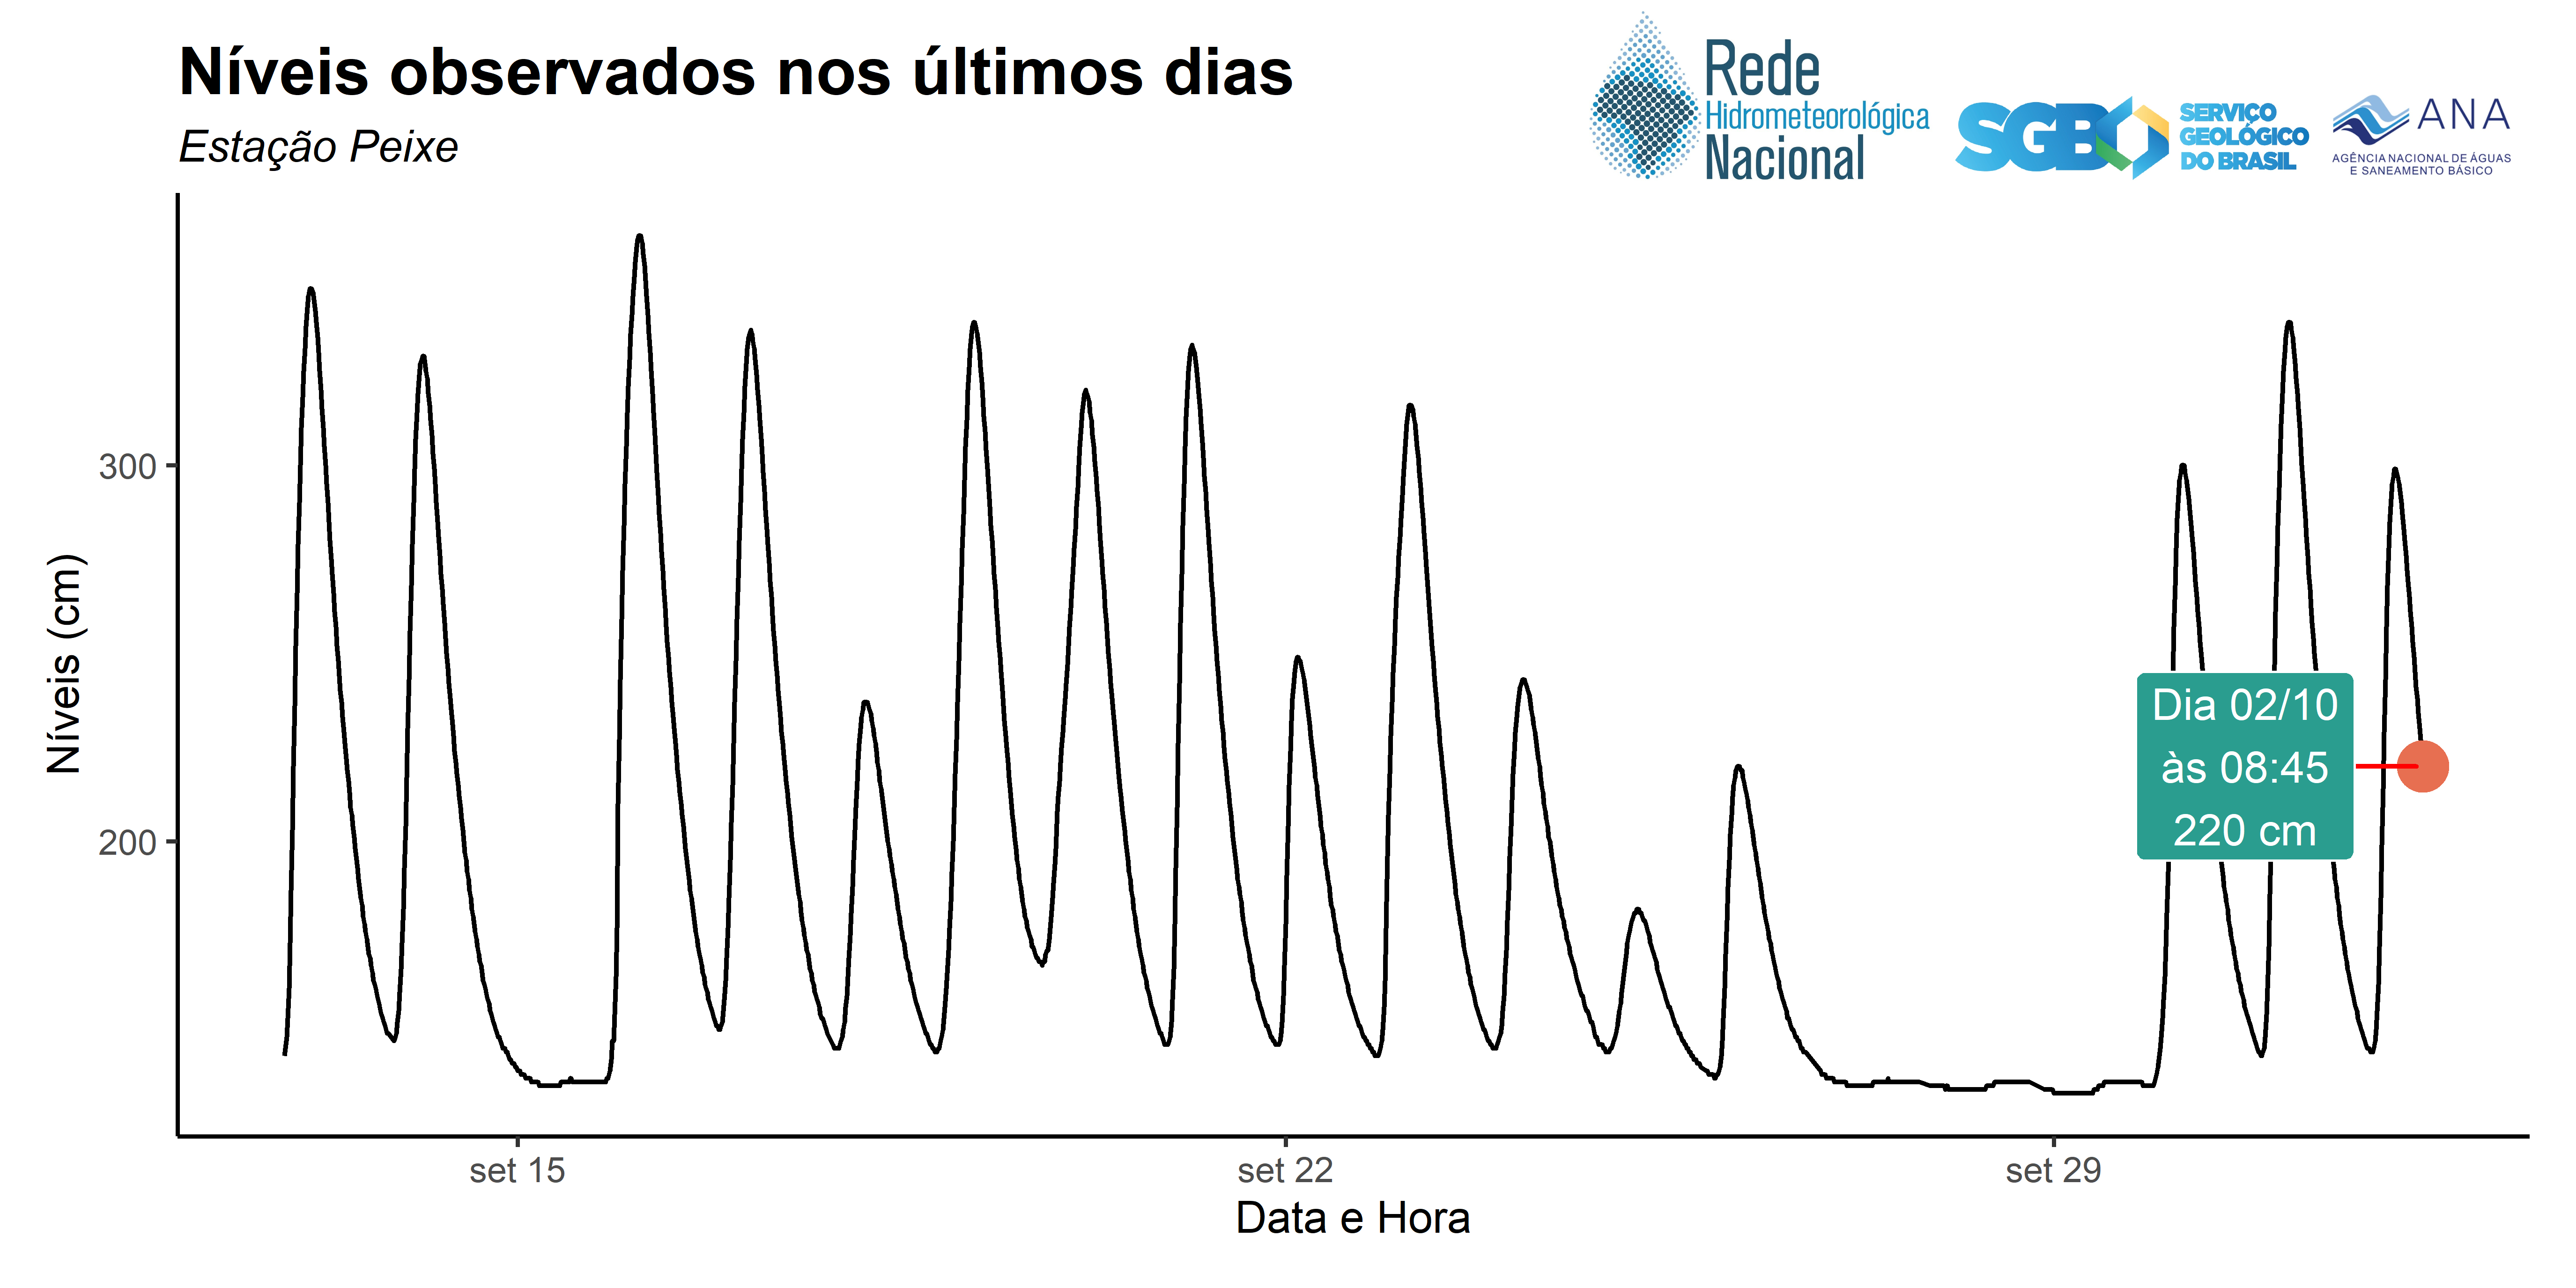 Níveis observados nos últimos dias
Estação Peixe
Rede
Hidrometeorológica
Nacional
SGB
SERVIÇO
GEOLÓGICO
DO BRASIL
ANA
AGÊNCIA NACIONAL DE ÁGUAS
E SANEAMENTO BÁSICO
Níveis (cm)
300
200
Dia 02/10
às 08:45
220 cm
set 15
set 22
set 29
Data e Hora